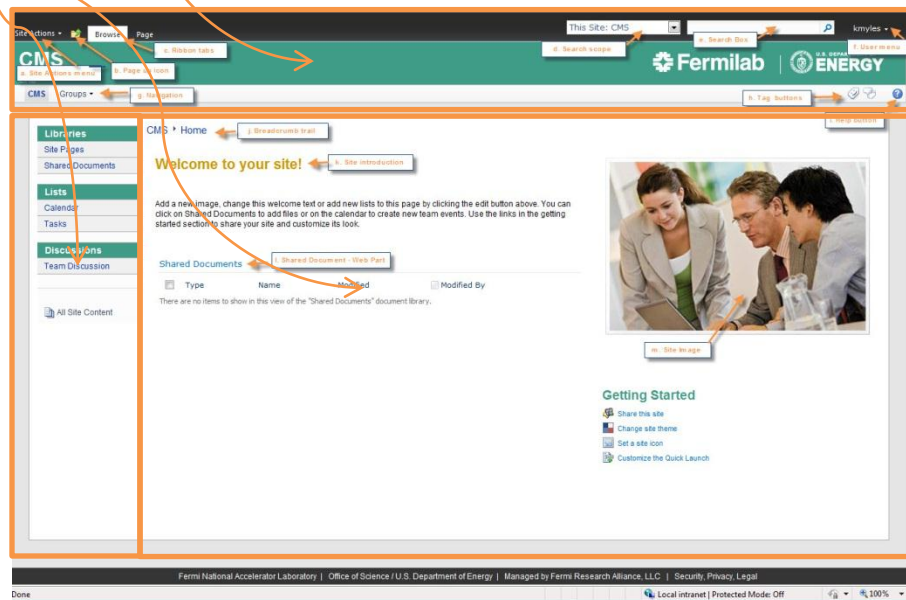 This Site: CMS
Site Actions
Browse
Page
kmyles
e. Search Box
c. Ribbon tabs
d. Search scope
f. User menu
CMS
a. Site Actions menu
b. Page up icon
Fermilab
U.S. DEPAR
ENERGY
CMS
Groups
g. Navigation
h. Tag buttons
i. Help button
Libraries
Site Pages
Shared Documents
Lists
Calendar
Tasks
Discussions
Team Discussion
All Site Content
CMS ▸ Home
j. Breadcrumb trail
Welcome to your site!
k. Site introduction
Add a new image, change this welcome text or add new lists to this page by clicking the edit button above. You can
click on Shared Documents to add files or on the calendar to create new team events. Use the links in the getting
started section to share your site and customize its look.
Shared Documents
l. Shared Document - Web Part
Type Name Modified Modified By
There are no items to show in this view of the "Shared Documents" document library.
m. Site Image
Getting Started
Share this site
Change site theme
Set a site icon
Customize the Quick Launch
Fermi National Accelerator Laboratory | Office of Science / U.S. Department of Energy | Managed by Fermi Research Alliance, LLC | Security, Privacy, Legal
Done
Local intranet | Protected Mode: Off
100%